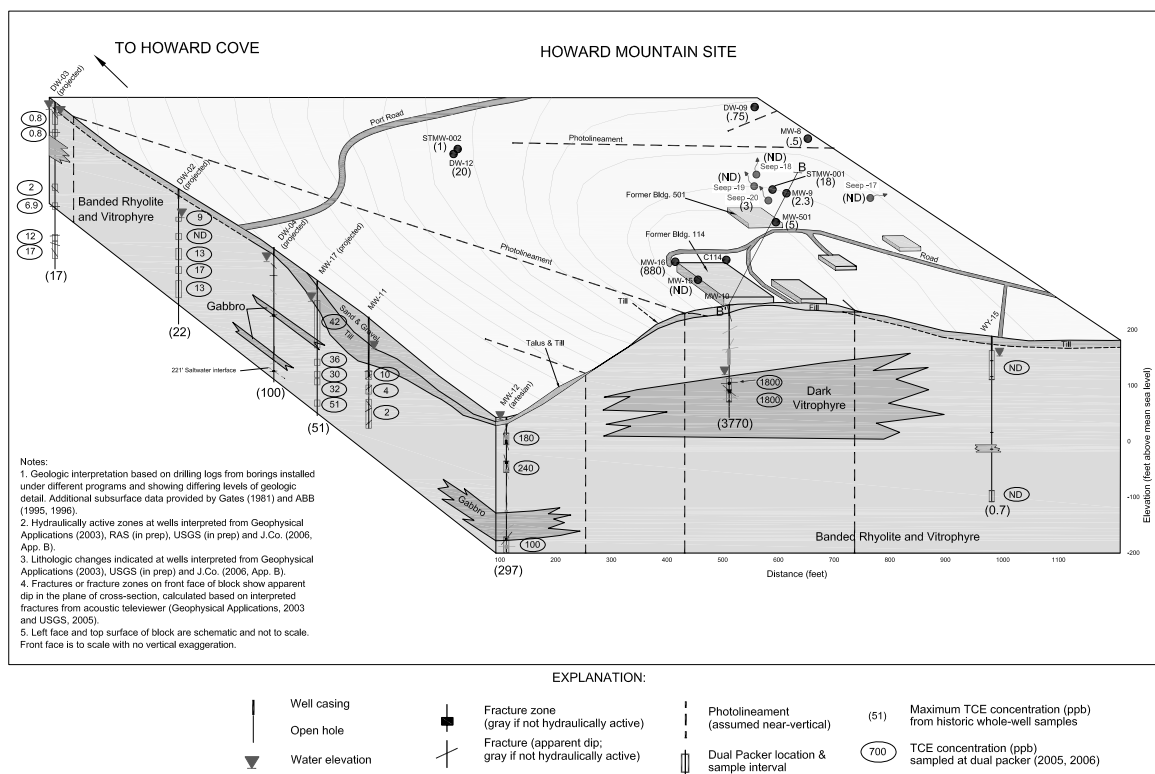 TO HOWARD COVE
HOWARD MOUNTAIN SITE
DW-03
(projected)
0.8
0.8
2
6.9
12
17
(17)
Banded Rhyolite
and Vitrophyre
DW-02
(projected)
9
ND
13
17
13
(22)
Port Road
STMW-002
(1)
DW-12
(20)
Photolineament
DW-09
(.75)
MW-8
(.5)
(ND)
Seep -18
B
STMW-001
(18)
Seep -19
(ND)
MW-9
(2.3)
Seep -20
(3)
Seep -17
(ND)
Former Bldg. 501
MW-501
(5)
Former Bldg. 114
MW-16
(880)
C114
MW-15
(ND)
MW-10
B'
Road
Photolineament
DW-04
(projected)
Gabbro
221' Saltwater interface
(100)
MW-17 (projected)
Sand & Gravel
Till
42
36
30
32
51
(51)
MW-11
10
4
2
MW-12
(artesian)
180
240
Gabbro
100
(297)
Talus & Till
Till
Fill
1800
1800
(3770)
Dark
Vitrophyre
WY-15
Till
ND
ND
(0.7)
Banded Rhyolite and Vitrophyre
200
100
0
-100
-200
Elevation (feet above mean sea level)
100
200
300
400
500
600
700
800
900
1000
1100
Distance (feet)
Notes:
1. Geologic interpretation based on drilling logs from borings installed
under different programs and showing differing levels of geologic
detail. Additional subsurface data provided by Gates (1981) and ABB
(1995, 1996).
2. Hydraulically active zones at wells interpreted from Geophysical
Applications (2003), RAS (in prep), USGS (in prep) and J.Co. (2006,
App. B).
3. Lithologic changes indicated at wells interpreted from Geophysical
Applications (2003), USGS (in prep) and J.Co. (2006, App. B).
4. Fractures or fracture zones on front face of block show apparent
dip in the plane of cross-section, calculated based on interpreted
fractures from acoustic televiewer (Geophysical Applications, 2003
and USGS, 2005).
5. Left face and top surface of block are schematic and not to scale.
Front face is to scale with no vertical exaggeration.
EXPLANATION:
Well casing
Open hole
Water elevation
Fracture zone
(gray if not hydraulically active)
Fracture (apparent dip;
gray if not hydraulically active)
Photolineament
(assumed near-vertical)
Dual Packer location &
sample interval
(51)
Maximum TCE concentration (ppb)
from historic whole-well samples
700
TCE concentration (ppb)
sampled at dual packer (2005, 2006)